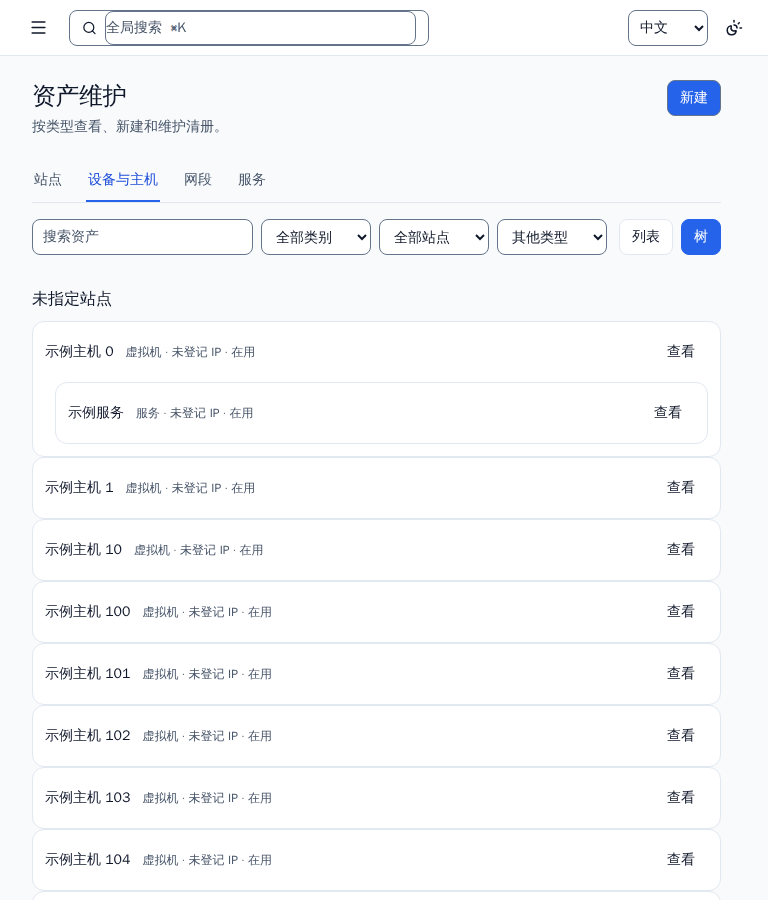 全局搜索 ⌘K
中文
资产维护
新建
按类型查看、新建和维护清册。
站点 设备与主机 网段 服务
搜索资产 全部类别 全部站点 其他类型 列表 树
未指定站点
示例主机 0 虚拟机 · 未登记 IP · 在用 查看
示例服务 服务 · 未登记 IP · 在用 查看
示例主机 1 虚拟机 · 未登记 IP · 在用 查看
示例主机 10 虚拟机 · 未登记 IP · 在用 查看
示例主机 100 虚拟机 · 未登记 IP · 在用 查看
示例主机 101 虚拟机 · 未登记 IP · 在用 查看
示例主机 102 虚拟机 · 未登记 IP · 在用 查看
示例主机 103 虚拟机 · 未登记 IP · 在用 查看
示例主机 104 虚拟机 · 未登记 IP · 在用 查看